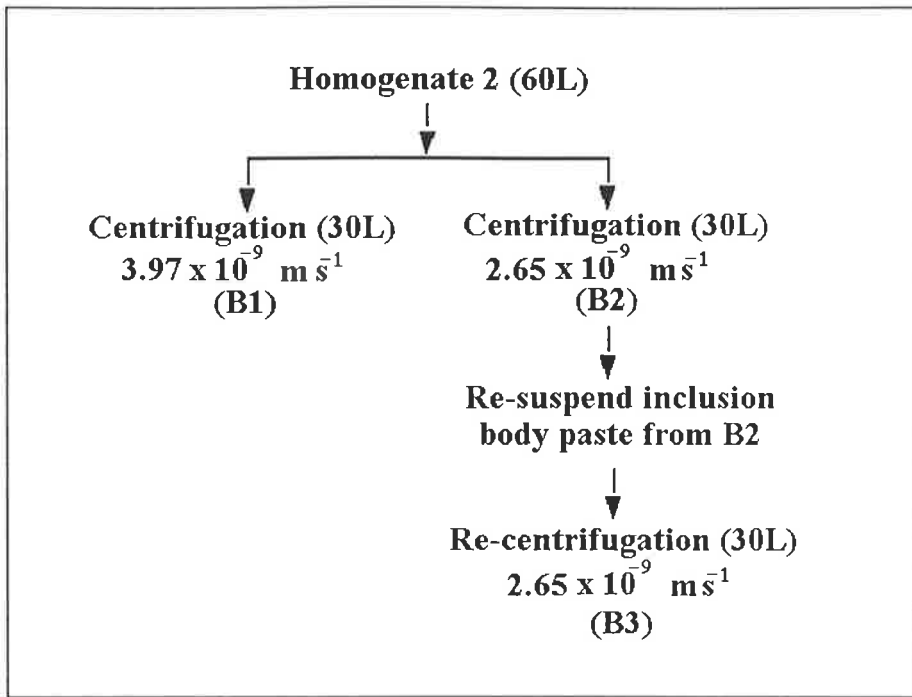 Homogenate 2 (60L)
Centrifugation (30L)
3.97 x 10⁻⁹ m s⁻¹
(B1)
Centrifugation (30L)
2.65 x 10⁻⁹ m s⁻¹
(B2)
Re-suspend inclusion
body paste from B2
Re-centrifugation (30L)
2.65 x 10⁻⁹ m s⁻¹
(B3)